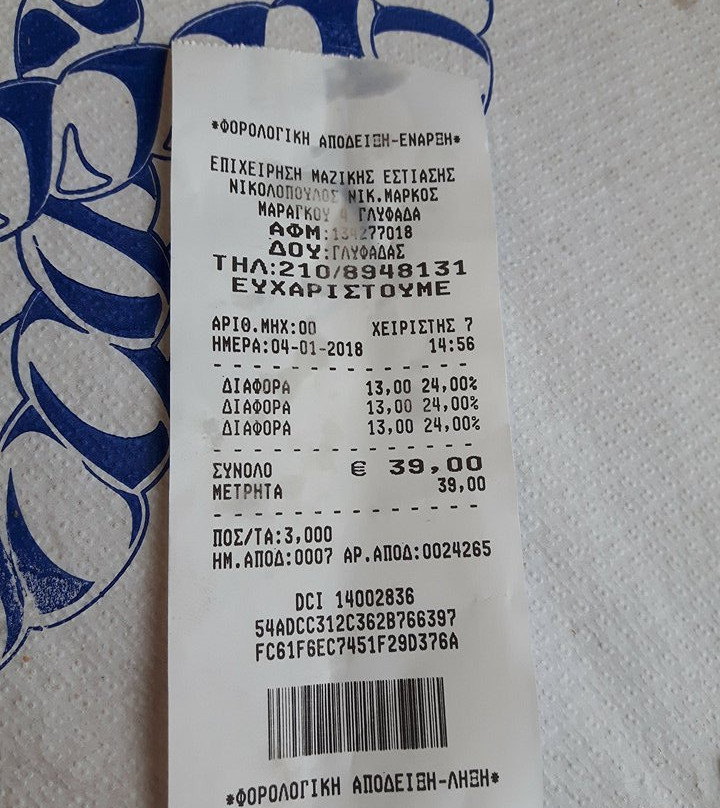 *ΦΟΡΟΛΟΓΙΚΗ ΑΠΟΔΕΙΞΗ-ΕΝΑΡΞΗ*
ΕΠΙΧΕΙΡΗΣΗ ΜΑΖΙΚΗΣ ΕΣΤΙΑΣΗΣ
ΝΙΚΟΛΟΠΟΥΛΟΣ ΝΙΚ.ΜΑΡΚΟΣ
ΜΑΡΑΓΚΟΥ 4 ΓΛΥΦΑΔΑ
ΑΦΜ:134277018
ΔΟΥ:ΓΛΥΦΑΔΑΣ
ΤΗΛ:210/8948131
ΕΥΧΑΡΙΣΤΟΥΜΕ
ΑΡΙΘ.ΜΗΧ:00 ΧΕΙΡΙΣΤΗΣ 7
ΗΜΕΡΑ:04-01-2018 14:56
ΔΙΑΦΟΡΑ 13,00 24,00%
ΔΙΑΦΟΡΑ 13,00 24,00%
ΔΙΑΦΟΡΑ 13,00 24,00%
ΣΥΝΟΛΟ € 39,00
ΜΕΤΡΗΤΑ 39,00
ΠΟΣ/ΤΑ:3,000
ΗΜ.ΑΠΟΔ:0007 ΑΡ.ΑΠΟΔ:0024265
DCI 14002836
54ADCC312C362B766397
FC61F6EC7451F29D376A
*ΦΟΡΟΛΟΓΙΚΗ ΑΠΟΔΕΙΞΗ-ΛΗΞΗ*